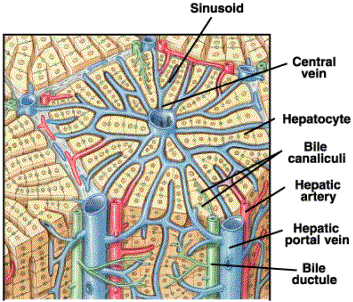 Sinusoid
Central
vein
Hepatocyte
Bile
canaliculi
Hepatic
artery
Hepatic
portal vein
Bile
ductule